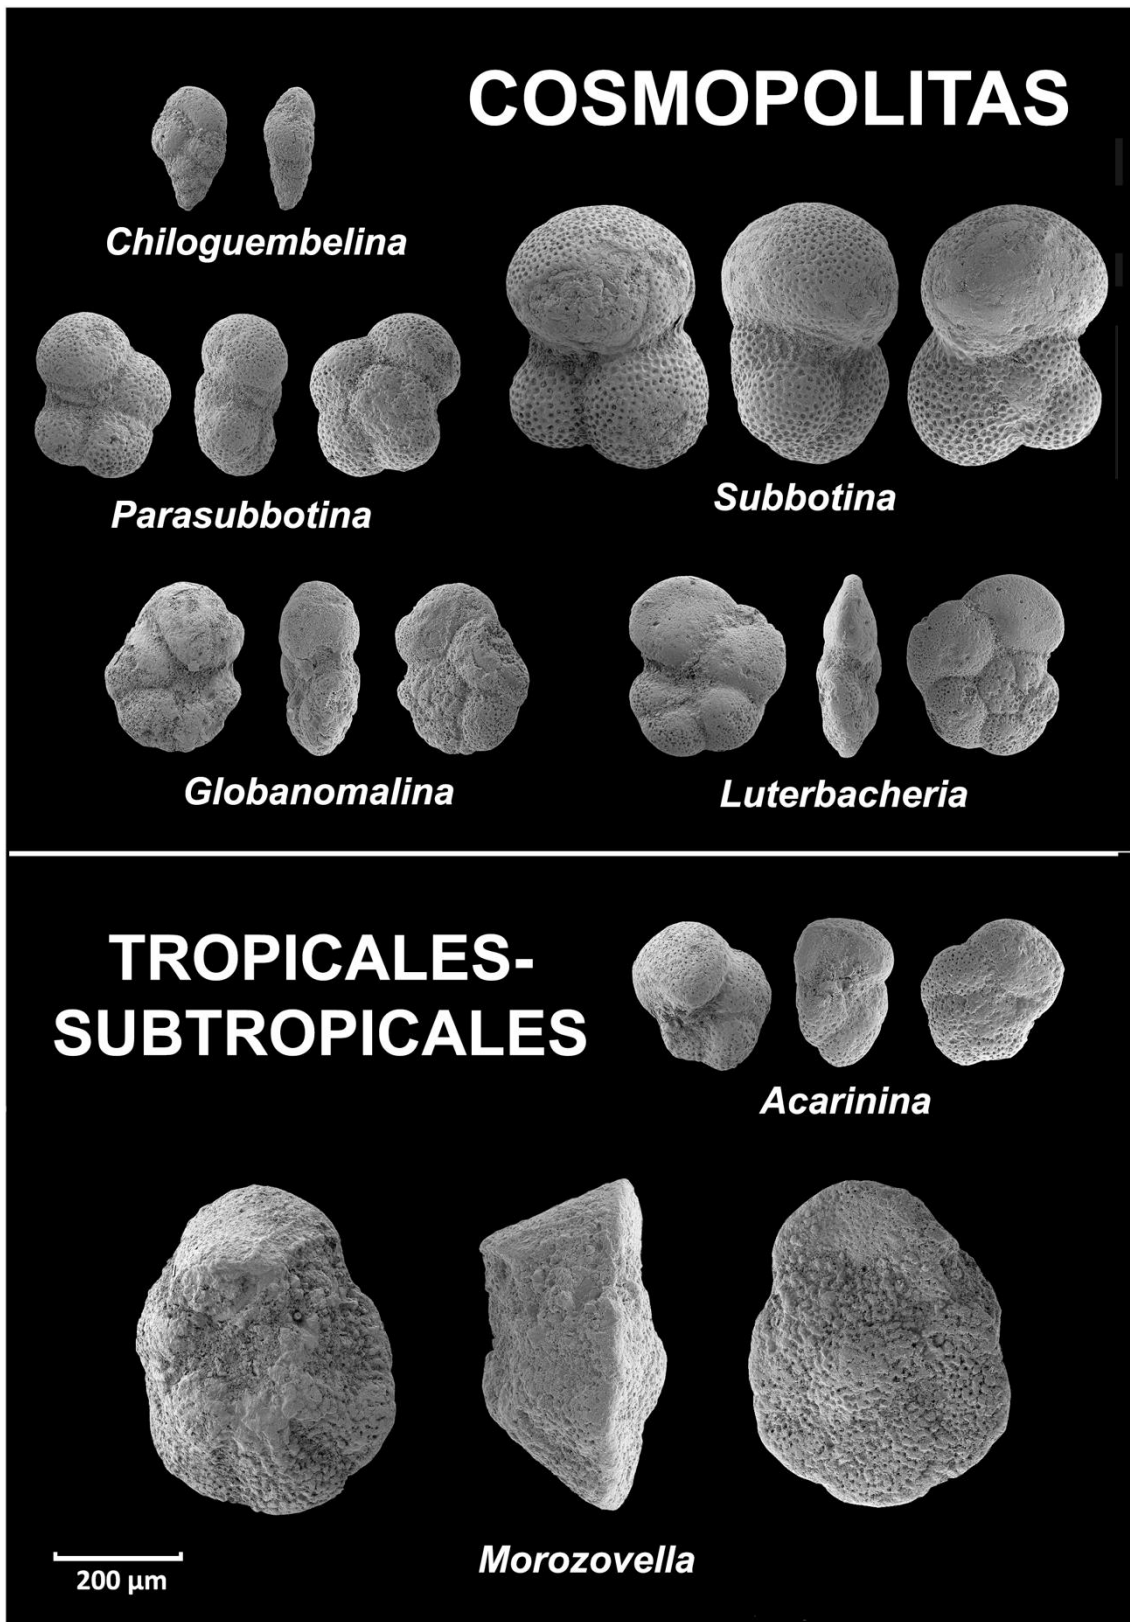 COSMOPOLITAS
Chiloguembelina
Parasubbotina
Subbotina
Globanomalina
Luterbacheria
TROPICALES-
SUBTROPICALES
Acarinina
Morozovella
200 µm